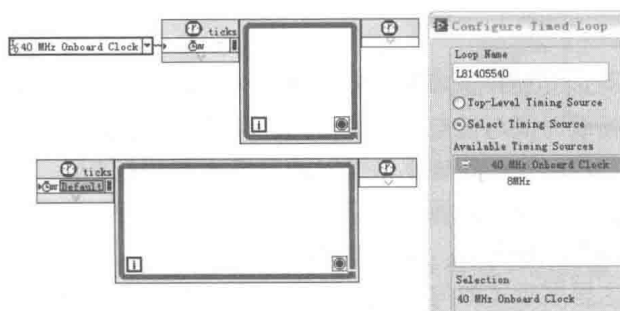 ticks
40 MHz Onboard Clock
i
ticks
Default
i
Configure Timed Loop
Loop Name
L81405540
Top-Level Timing Source
Select Timing Source
Available Timing Sources
40 MHz Onboard Clock
8MHz
Selection
40 MHz Onboard Clock